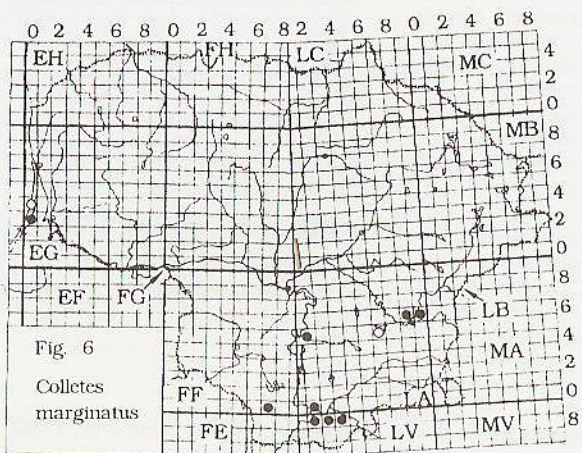 0 2 4 6 8 0 2 4 6 8 2 4 6 8 0 2 4 6 8
EH FH LC MC
4
2
0
MB
8
6
4
2
EG
0
EF FG
8
LB
6
Fig. 6
MA
4
2
Colletes
marginatus
FF LA
0
FE LV MV
8